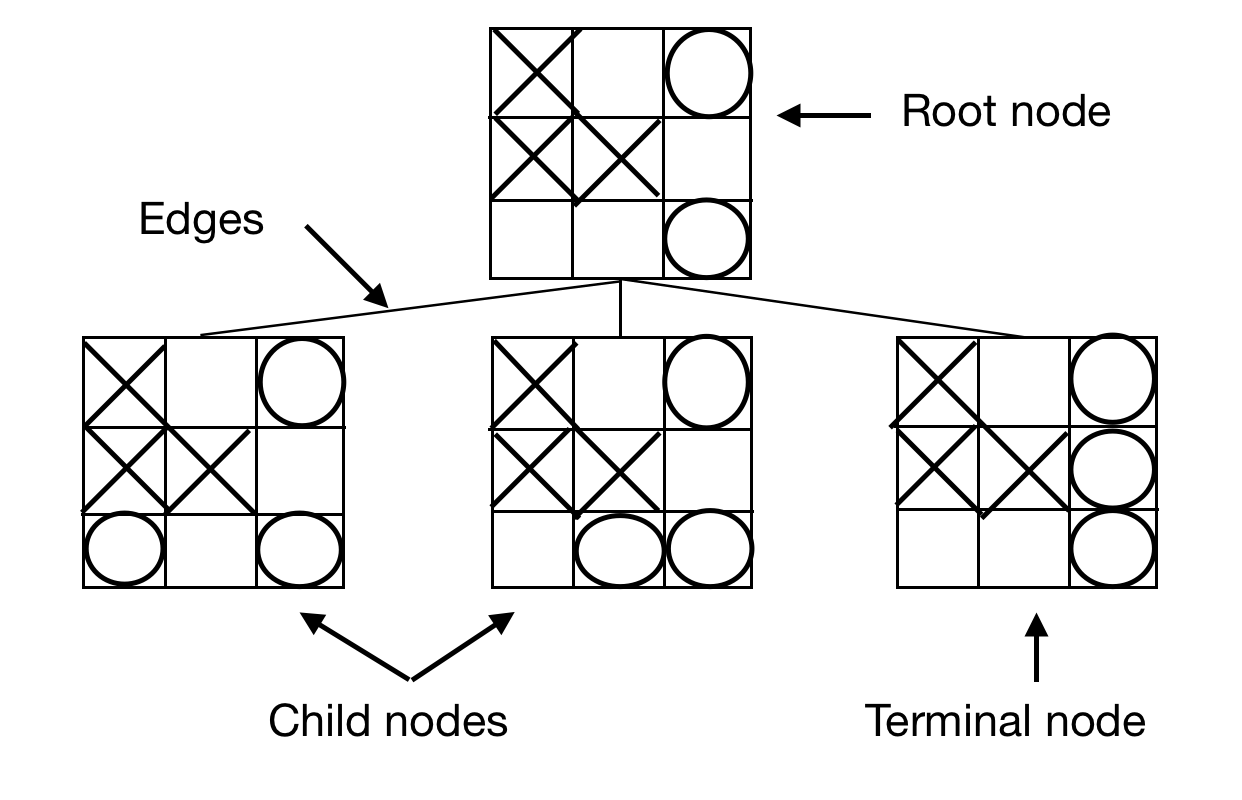 Root node
Edges
Child nodes
Terminal node